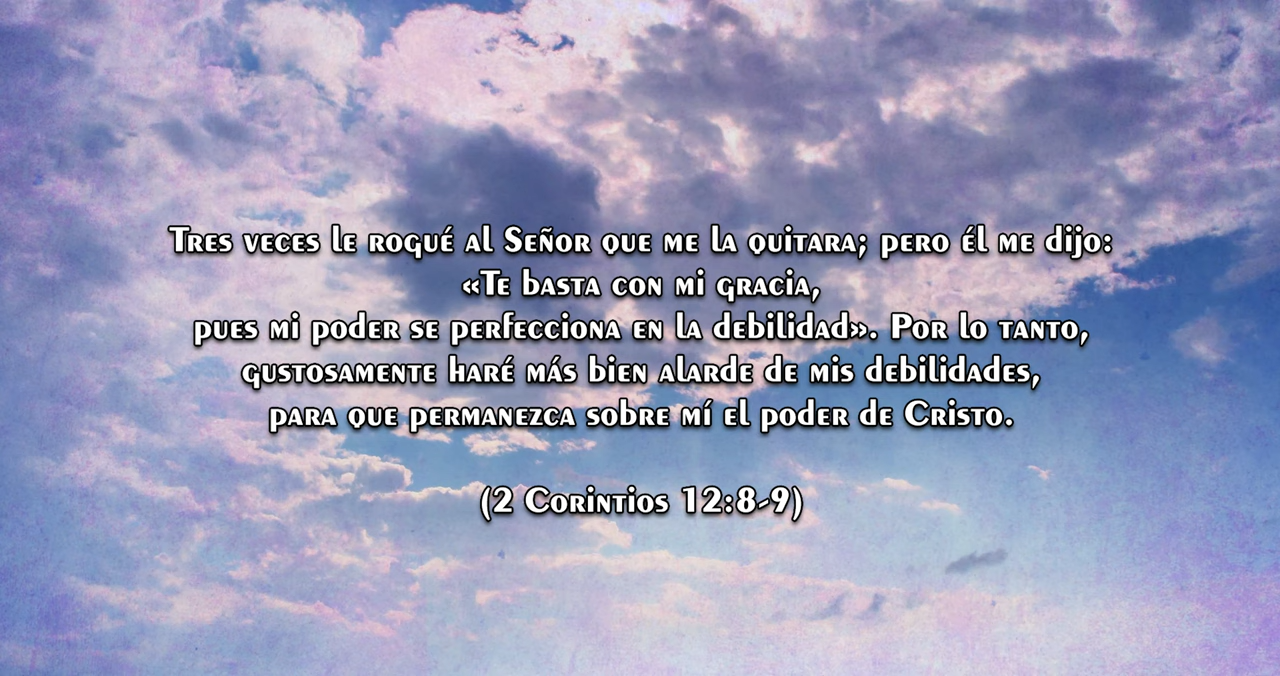 Tres veces le rogué al Señor que me la quitara; pero él me dijo:
«Te basta con mi gracia,
pues mi poder se perfecciona en la debilidad». Por lo tanto,
gustosamente haré más bien alarde de mis debilidades,
para que permanezca sobre mí el poder de Cristo.
(2 Corintios 12:8-9)